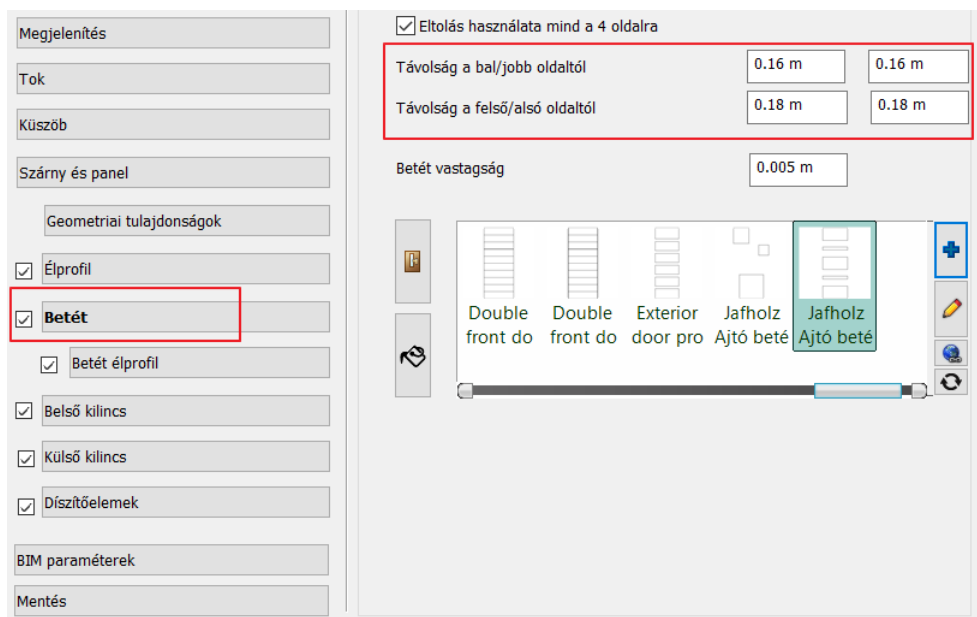 Megjelenítés
Tok
Küszöb
Szárny és panel
Geometriai tulajdonságok
Élprofil
Betét
Betét élprofil
Belső kilincs
Külső kilincs
Díszítőelemek
BIM paraméterek
Mentés
Eltolás használata mind a 4 oldalra
Távolság a bal/jobb oldaltól 0.16 m 0.16 m
Távolság a felső/alsó oldaltól 0.18 m 0.18 m
Betét vastagság 0.005 m
Double Double Exterior Jafholz Jafholz
front do front do door pro Ajtó beté Ajtó beté